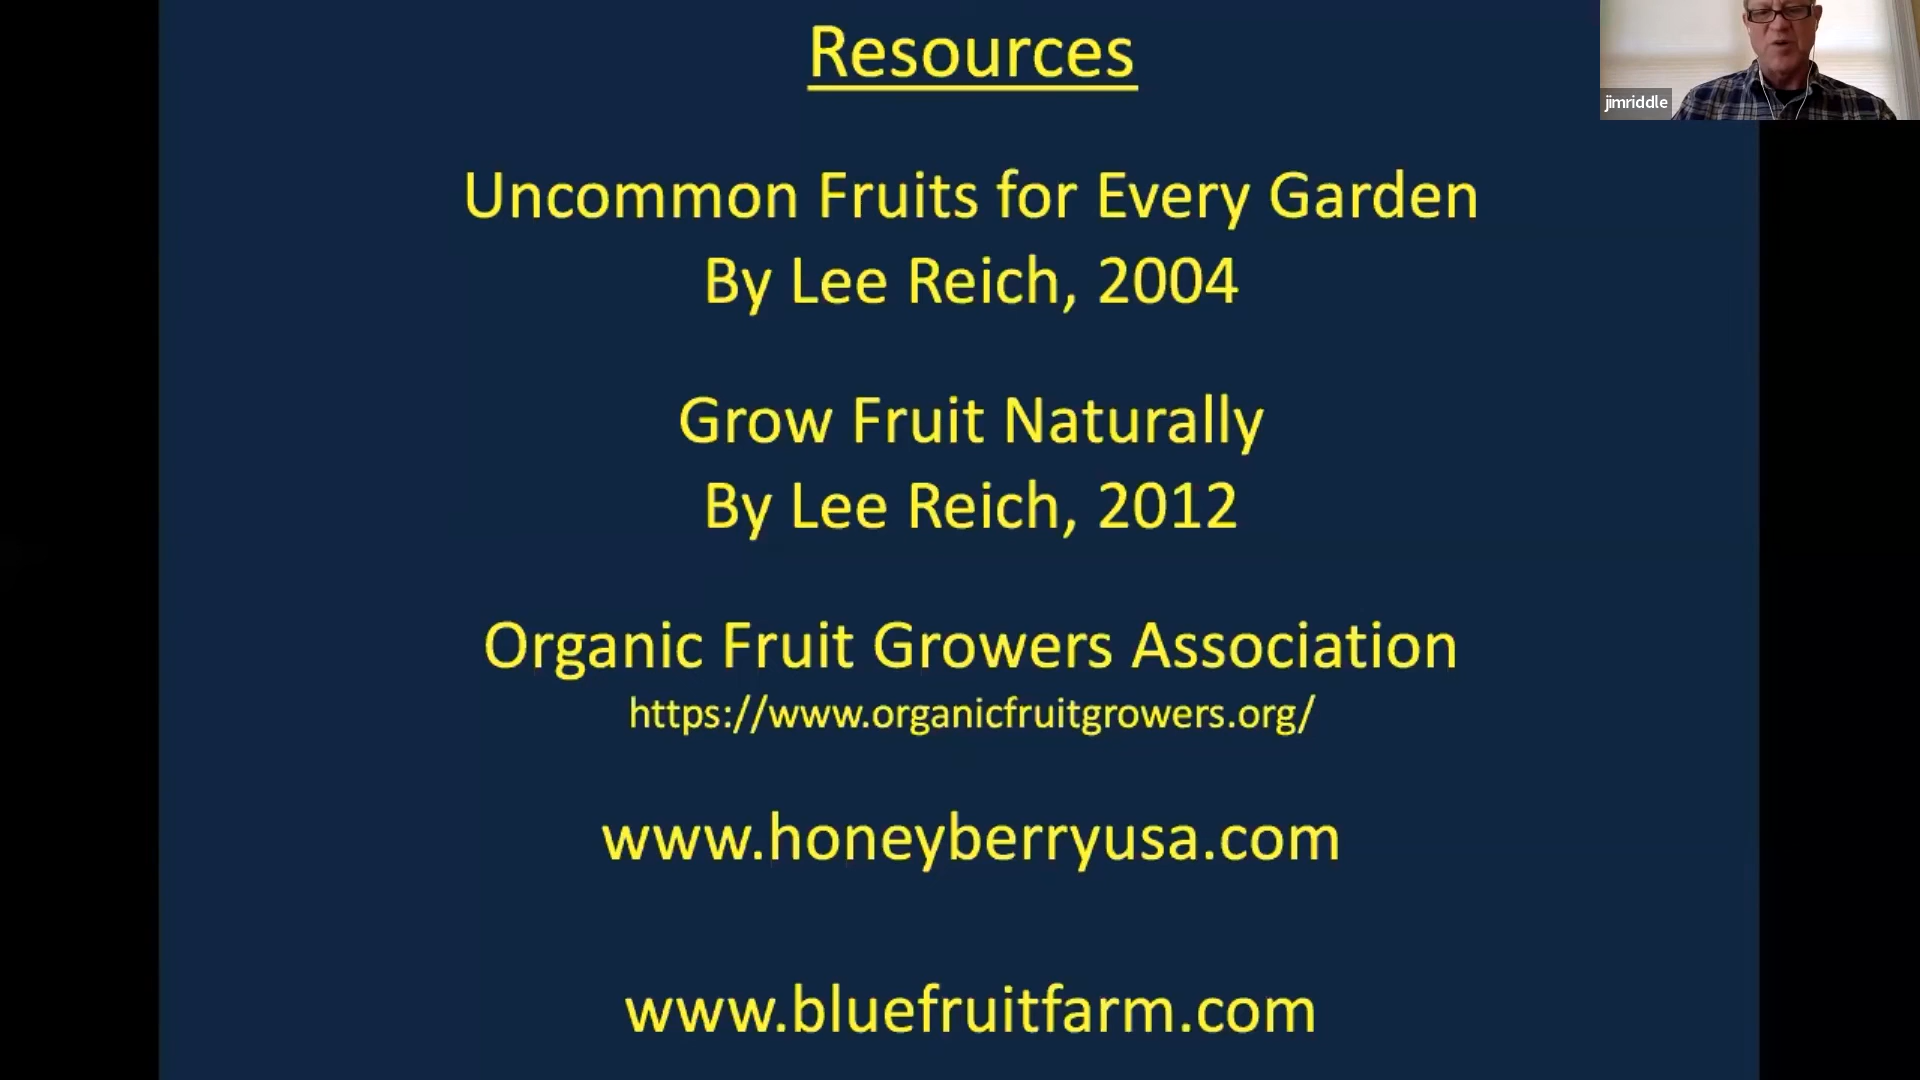 Resources
jimriddle
Uncommon Fruits for Every Garden
By Lee Reich, 2004
Grow Fruit Naturally
By Lee Reich, 2012
Organic Fruit Growers Association
https://www.organicfruitgrowers.org/
www.honeyberryusa.com
www.bluefruitfarm.com